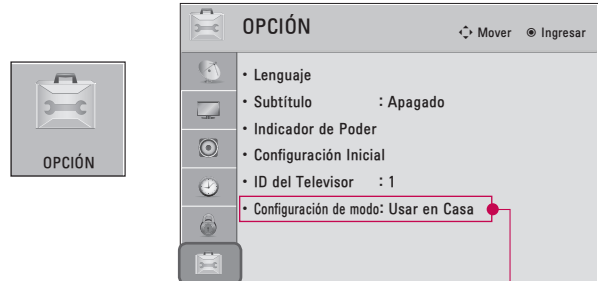 OPCIÓN
OPCIÓN
Mover Ingresar
• Lenguaje
• Subtítulo : Apagado
• Indicador de Poder
• Configuración Inicial
• ID del Televisor : 1
• Configuración de modo: Usar en Casa